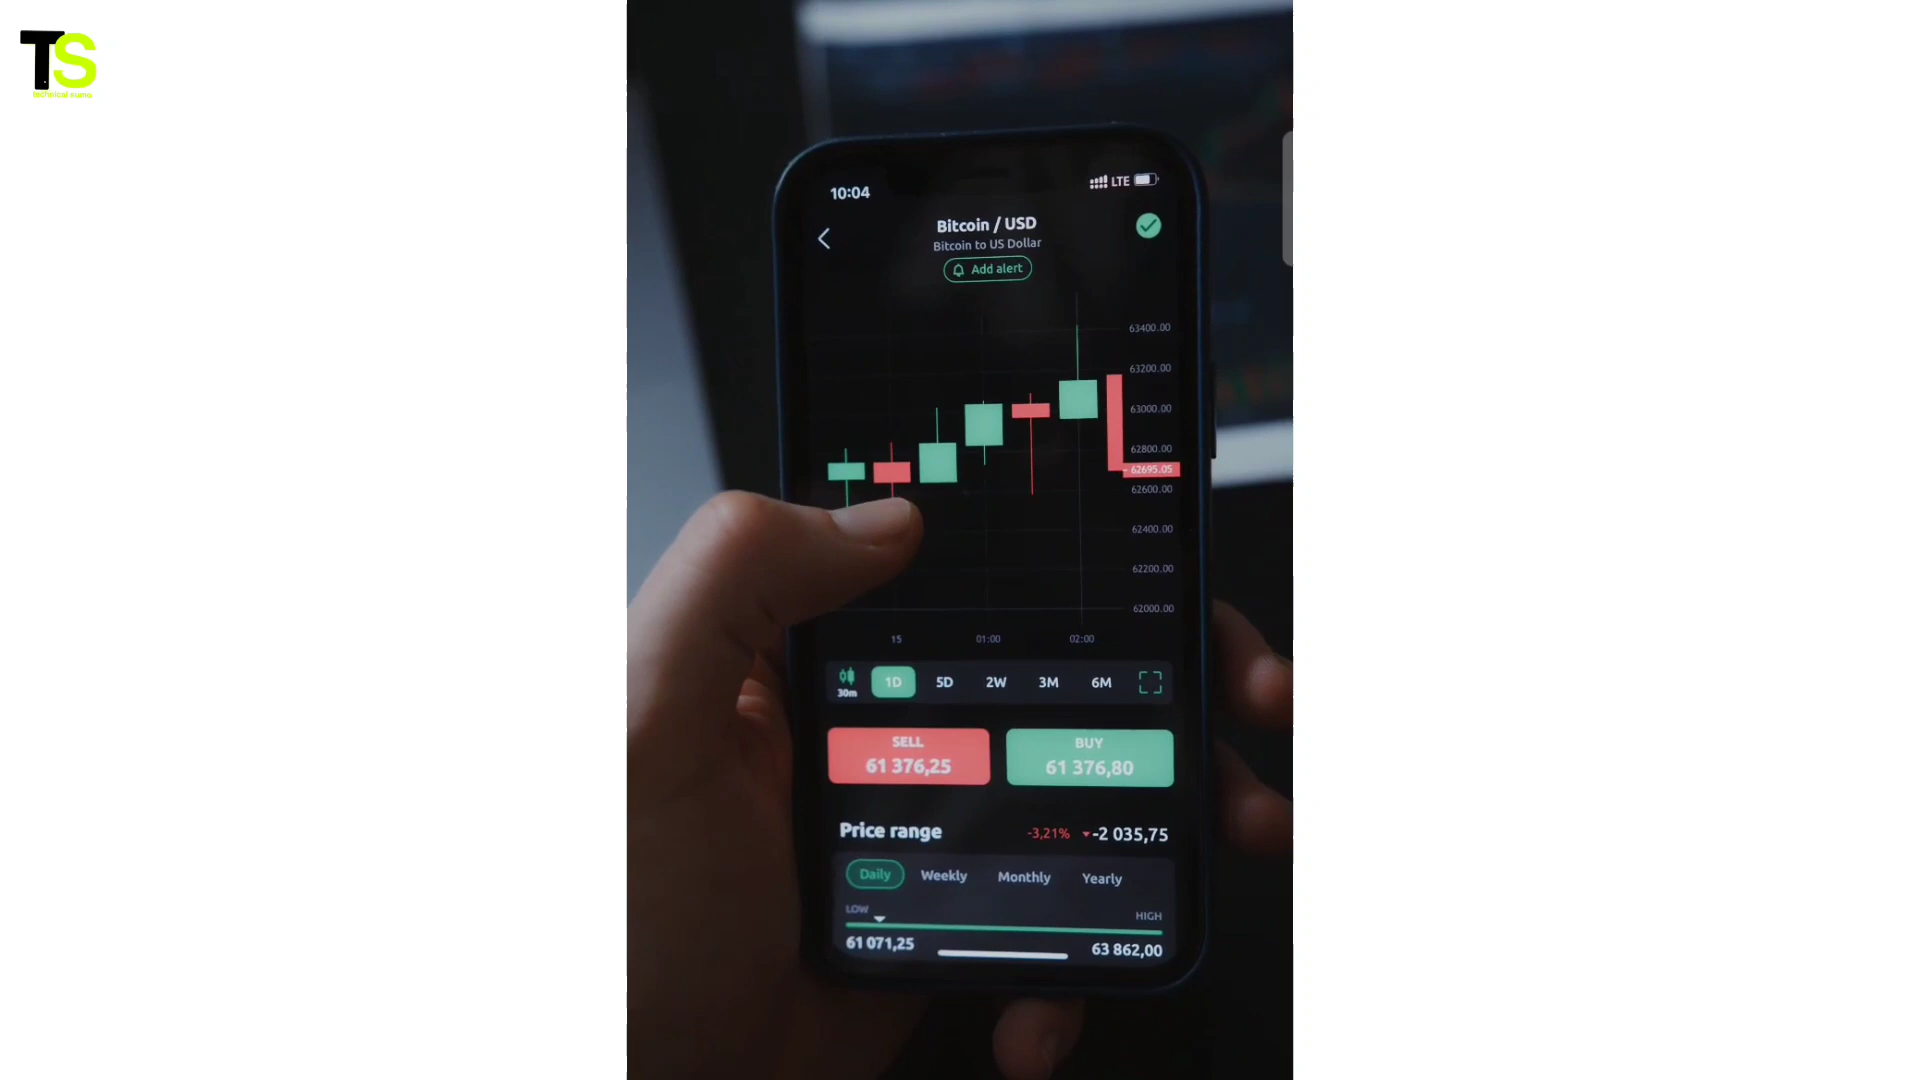 TS
technical sumo
10:04
LTE
Bitcoin / USD
Bitcoin to US Dollar
Add alert
63400.00
63200.00
63000.00
62800.00
62695.05
62600.00
62400.00
62200.00
62000.00
15 01:00 02:00
30m 1D 5D 2W 3M 6M
SELL BUY
61 376,25 61 376,80
Price range -3,21% -2 035,75
Daily Weekly Monthly Yearly
LOW HIGH
61 071,25 63 862,00